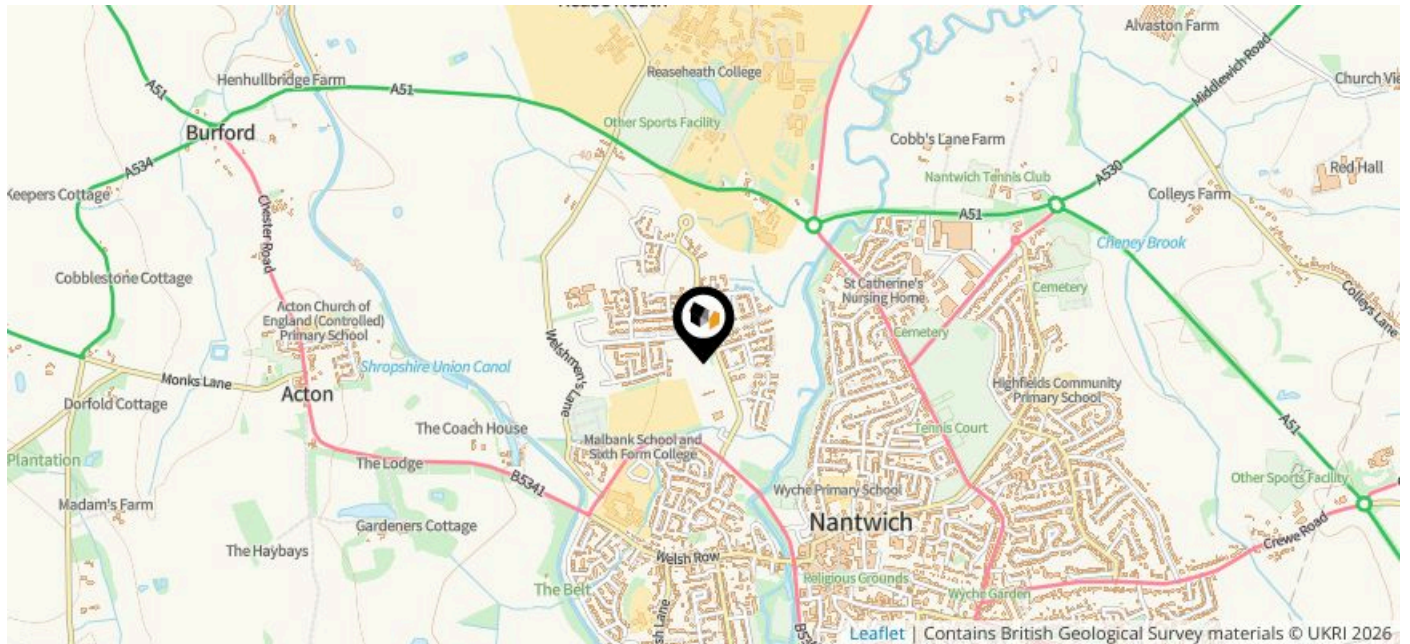 Alvaston Farm
Reaseheath College
Henhullbridge Farm
A51
A51
Church
Middlewich Road
Burford
Other Sports Facility
Cobb's Lane Farm
Red Hall
A534
Nantwich Tennis Club
A530
Keepers Cottage
Colleys Farm
Chester Road
A51
Cheney Brook
Cobblestone Cottage
St Catherine's
Nursing Home
Cemetery
Colleys Lane
Acton Church of
England (Controlled)
Primary School
Cemetery
Welshmen's Lane
Shropshire Union Canal
Monks Lane
Acton
Highfields Community
Primary School
Dorfold Cottage
The Coach House
Tennis Court
A51
Malbank School and
Sixth Form College
Plantation
The Lodge
B5341
Other Sports Facility
Madam's Farm
Wyche Primary School
Gardeners Cottage
Nantwich
Crewe Road
The Haybays
Welsh Row
The Belt
Religious Grounds
Wyche Garden
Leaflet | Contains British Geological Survey materials © UKRI 2026